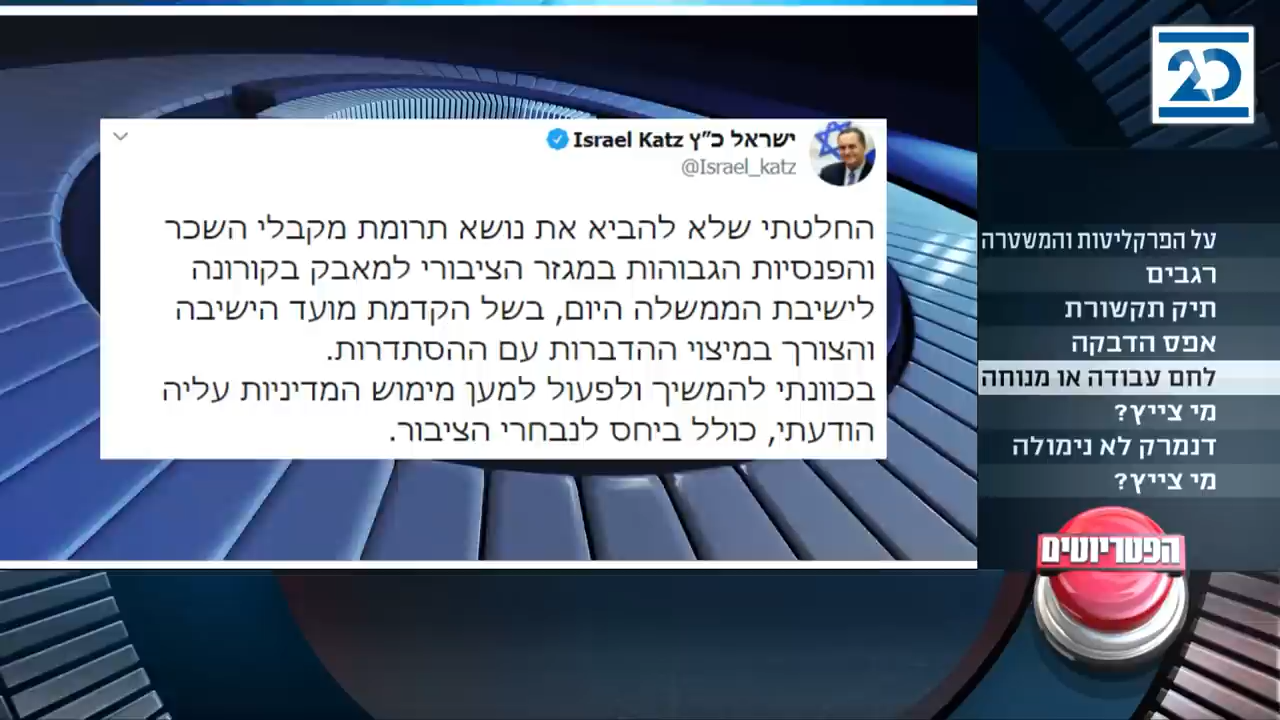 ישראל כ״ץ Israel Katz
@Israel_katz
החלטתי שלא להביא את נושא תרומת מקבלי השכר
והפנסיות הגבוהות במגזר הציבורי למאבק בקורונה
לישיבת הממשלה היום, בשל הקדמת מועד הישיבה
והצורך במיצוי ההדברות עם ההסתדרות.
בכוונתי להמשיך ולפעול למען מימוש המדיניות עליה
הודעתי, כולל ביחס לנבחרי הציבור.
20
על הפרקליטות והמשטרה
רגבים
תיק תקשורת
אפס הדבקה
לחם עבודה או מנוחה
מי צייץ?
דנמרק לא נימולה
מי צייץ?
הפטריוטים